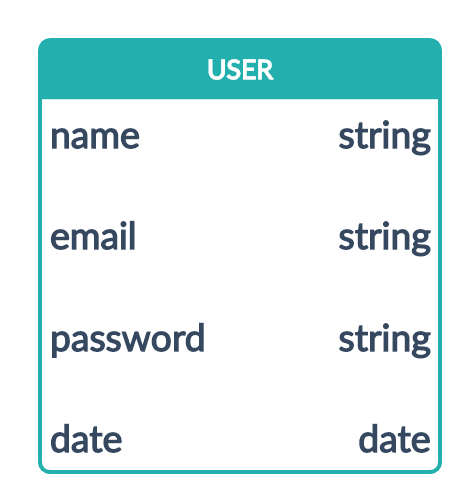 USER
name string
email string
password string
date date